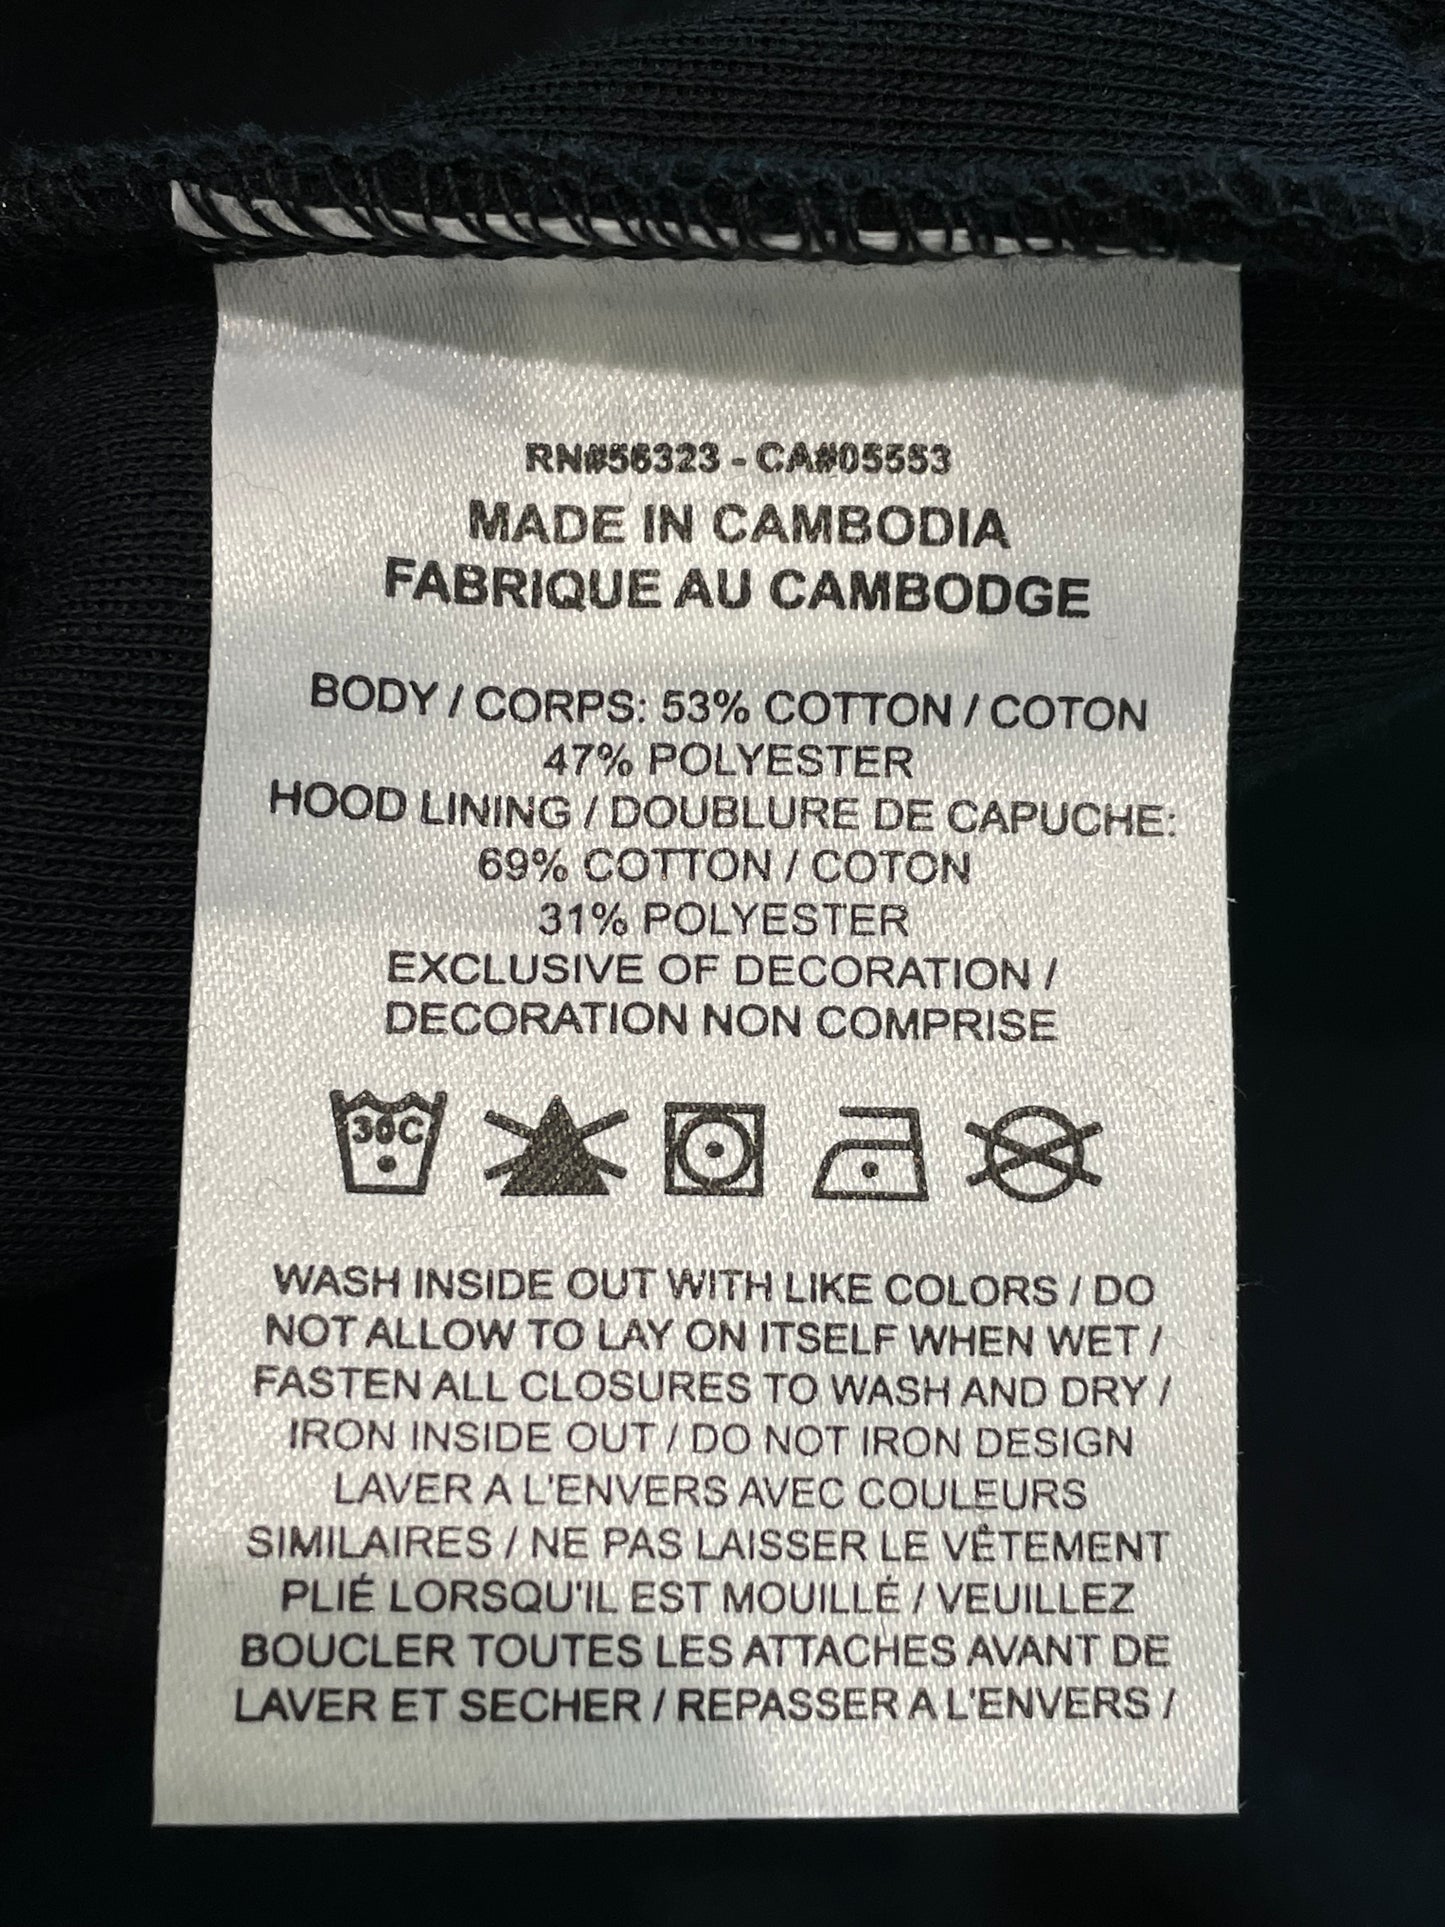 RN#56323 - CA#05553
MADE IN CAMBODIA
FABRIQUE AU CAMBODGE
BODY / CORPS: 53% COTTON / COTON
47% POLYESTER
HOOD LINING / DOUBLURE DE CAPUCHE:
69% COTTON / COTON
31% POLYESTER
EXCLUSIVE OF DECORATION /
DECORATION NON COMPRISE
30C
WASH INSIDE OUT WITH LIKE COLORS / DO
NOT ALLOW TO LAY ON ITSELF WHEN WET /
FASTEN ALL CLOSURES TO WASH AND DRY /
IRON INSIDE OUT / DO NOT IRON DESIGN
LAVER A L'ENVERS AVEC COULEURS
SIMILAIRES / NE PAS LAISSER LE VÊTEMENT
PLIÉ LORSQU'IL EST MOUILLÉ / VEUILLEZ
BOUCLER TOUTES LES ATTACHES AVANT DE
LAVER ET SECHER / REPASSER A L'ENVERS /